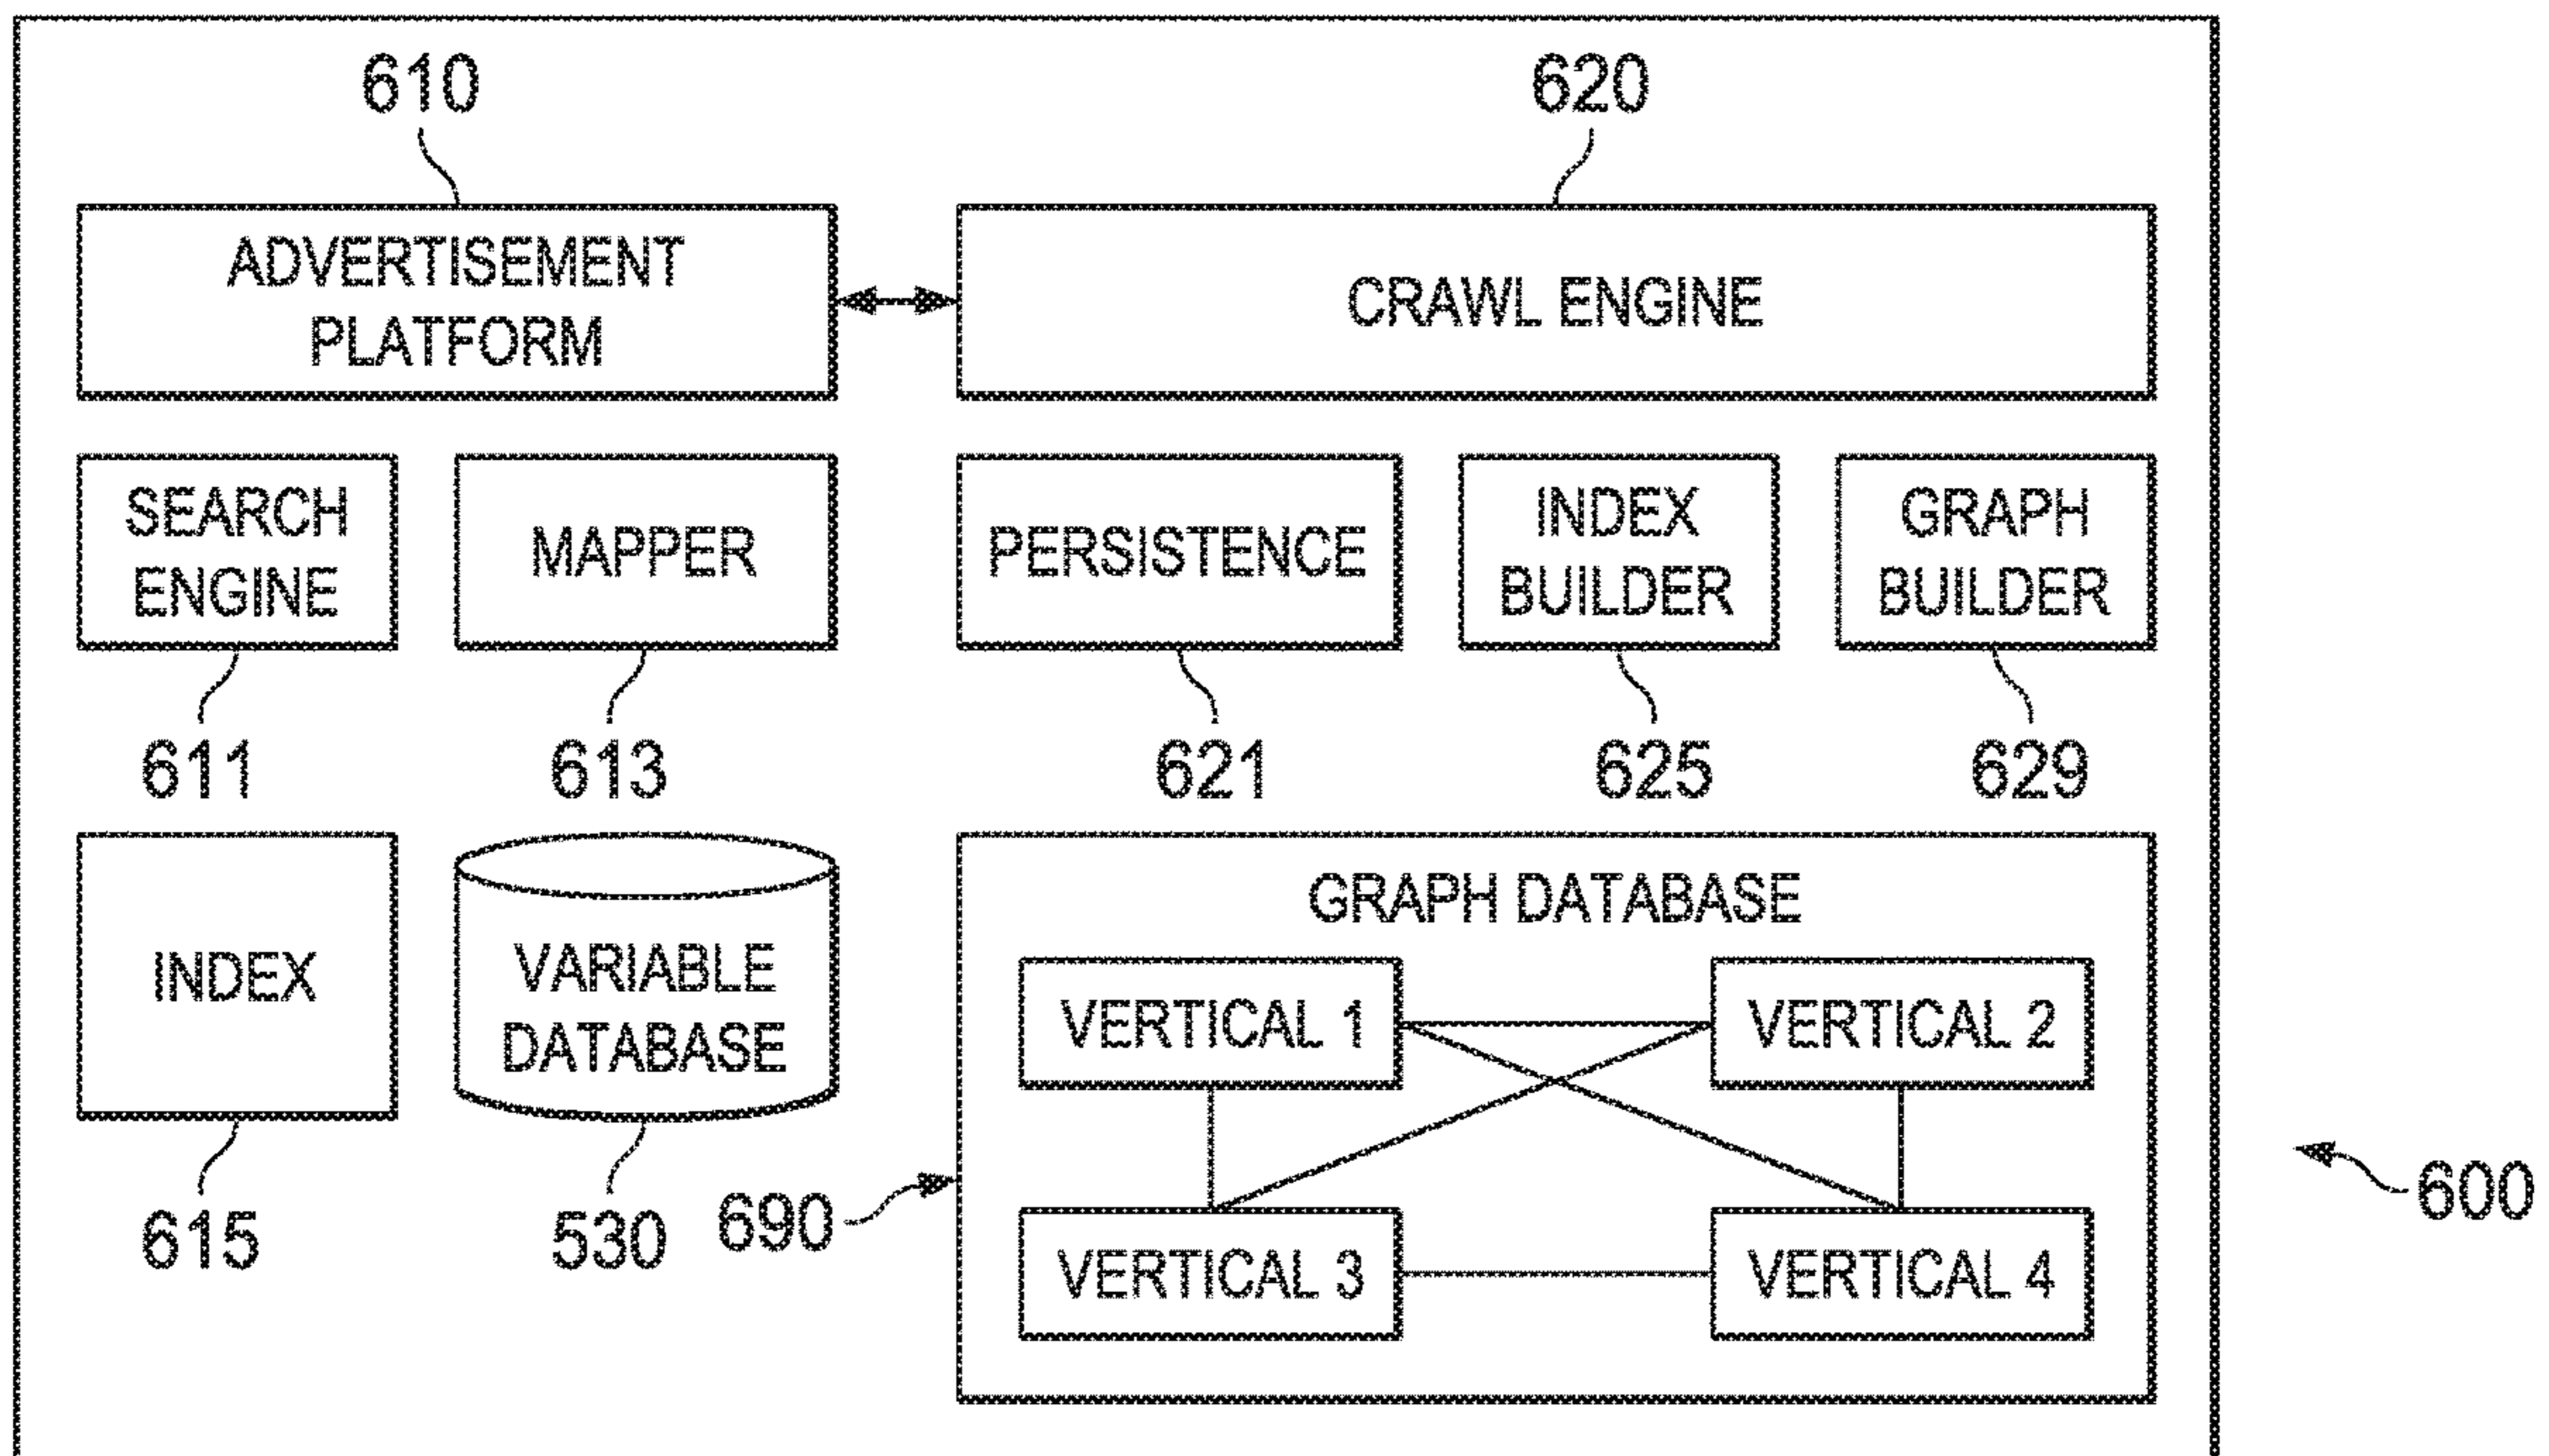 610
620
ADVERTISEMENT
PLATFORM
CRAWL ENGINE
SEARCH
ENGINE
MAPPER
PERSISTENCE
INDEX
BUILDER
GRAPH
BUILDER
611
613
621
625
629
INDEX
VARIABLE
DATABASE
GRAPH DATABASE
VERTICAL 1
VERTICAL 2
VERTICAL 3
VERTICAL 4
615
530
690
600